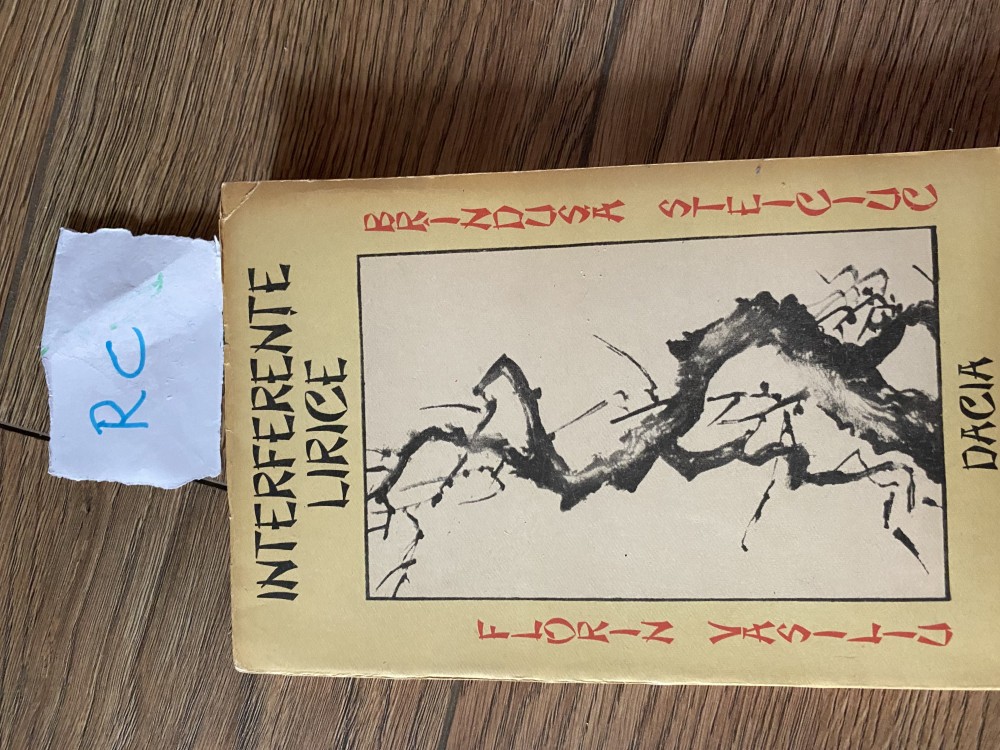 RC
INTERFERENTE
LIRICE
FLORIN VASILIU
BRINDUSA STEICIUC
DACIA